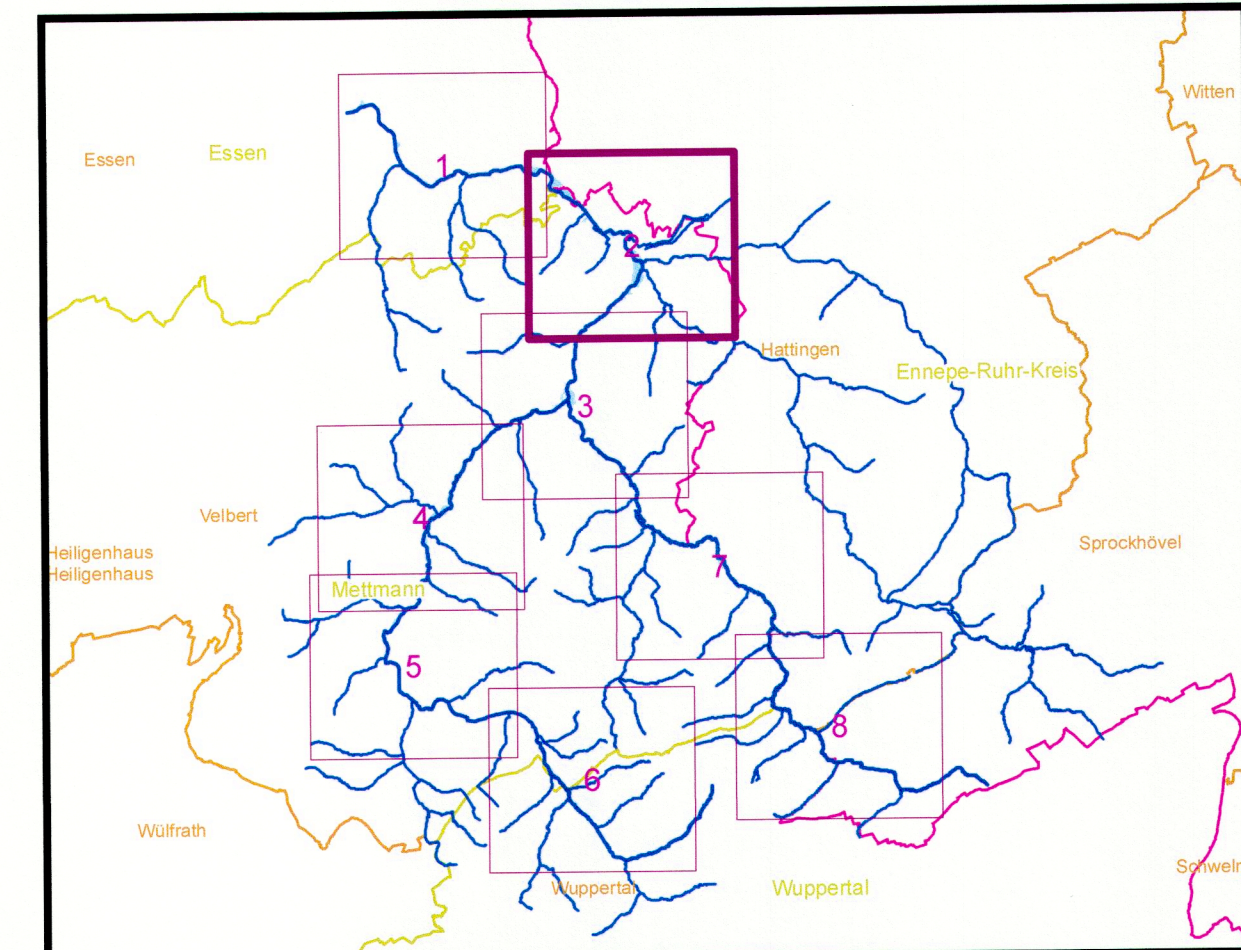 Witten
Essen
Essen
1
2
Hattingen
Ennepe-Ruhr-Kreis
3
Velbert
4
Sprockhövel
Heiligenhaus
Heiligenhaus
7
Mettmann
5
8
6
Wülfrath
Schwelm
Wuppertal
Wuppertal